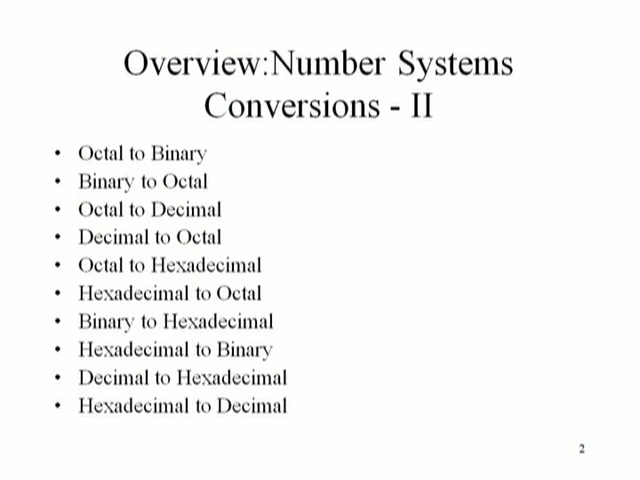 Overview:Number Systems
Conversions - II
• Octal to Binary
• Binary to Octal
• Octal to Decimal
• Decimal to Octal
• Octal to Hexadecimal
• Hexadecimal to Octal
• Binary to Hexadecimal
• Hexadecimal to Binary
• Decimal to Hexadecimal
• Hexadecimal to Decimal
2